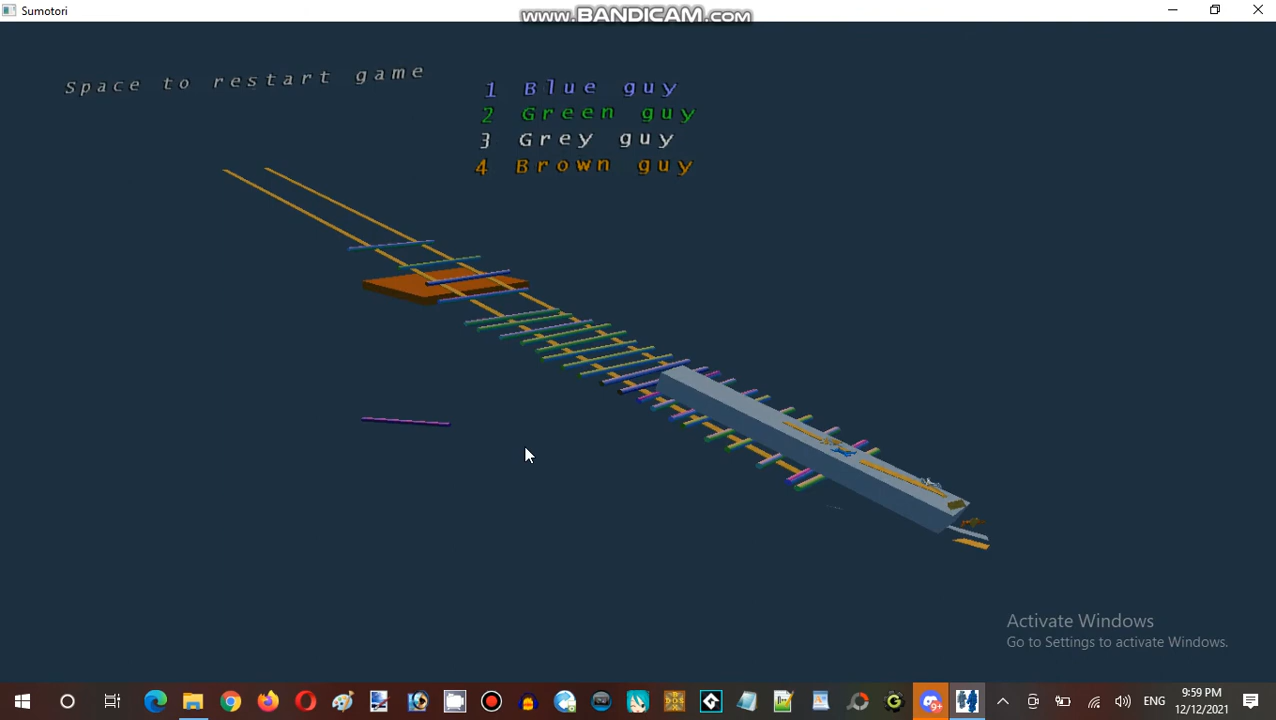 Sumotori
www.BANDICAM.com
Space to restart game
1 Blue guy
2 Green guy
3 Grey guy
4 Brown guy
Activate Windows
Go to Settings to activate Windows.
9+
ENG
9:59 PM
12/12/2021